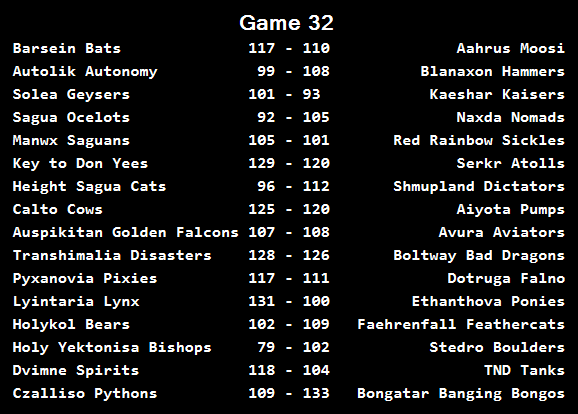 Game 32
Barsein Bats 117 - 110 Aahrus Moosi
Autolik Autonomy 99 - 108 Blanaxon Hammers
Solea Geysers 101 - 93 Kaeshar Kaisers
Sagua Ocelots 92 - 105 Naxda Nomads
Manwx Saguans 105 - 101 Red Rainbow Sickles
Key to Don Yees 129 - 120 Serkr Atolls
Height Sagua Cats 96 - 112 Shmupland Dictators
Calto Cows 125 - 120 Aiyota Pumps
Auspikitan Golden Falcons 107 - 108 Avura Aviators
Transhimalia Disasters 128 - 126 Boltway Bad Dragons
Pyxanovia Pixies 117 - 111 Dotruga Falno
Lyintaria Lynx 131 - 100 Ethanthova Ponies
Holykol Bears 102 - 109 Faehrenfall Feathercats
Holy Yektonisa Bishops 79 - 102 Stedro Boulders
Dvimne Spirits 118 - 104 TND Tanks
Czalliso Pythons 109 - 133 Bongatar Banging Bongos